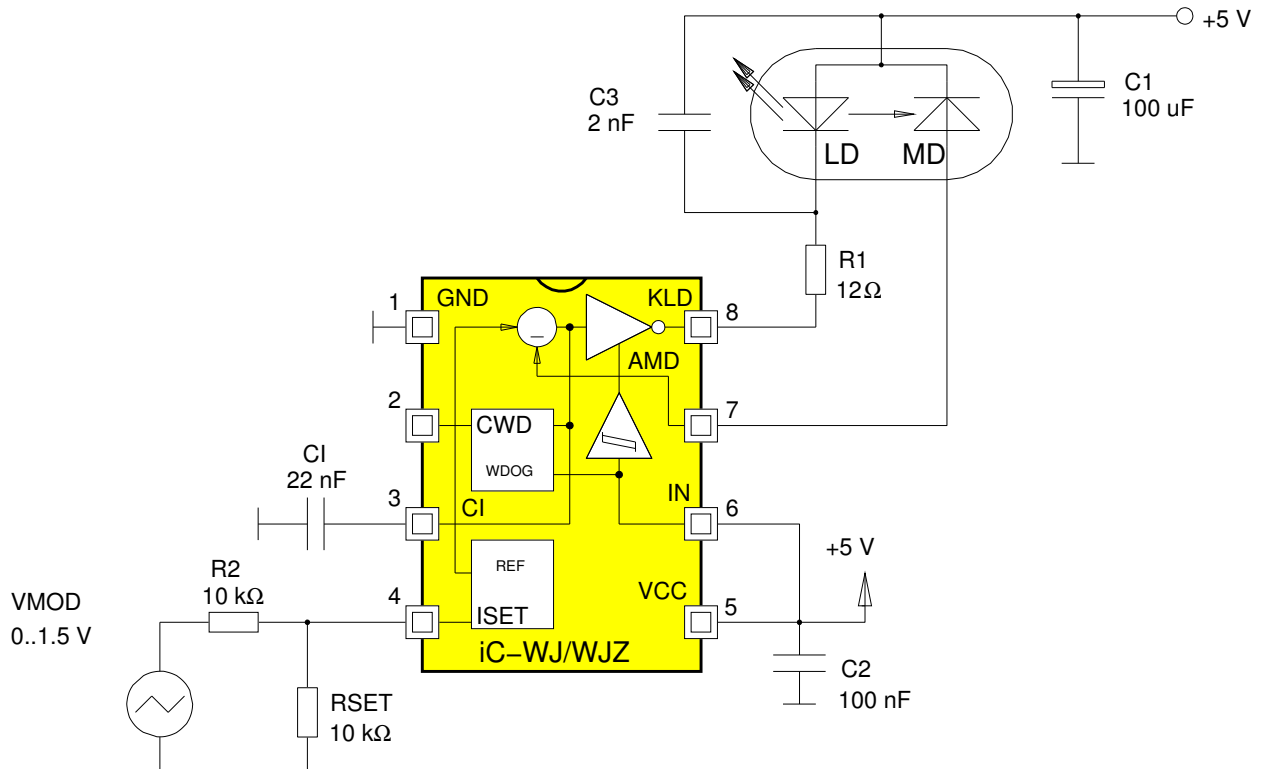 +5 V
C3
2 nF
C1
100 uF
LD
MD
R1
12Ω
1
GND
KLD
8
AMD
2
CWD
7
WDOG
CI
22 nF
3
CI
IN
6
+5 V
REF
R2
10 kΩ
VMOD
0..1.5 V
4
ISET
VCC
5
iC–WJ/WJZ
C2
100 nF
RSET
10 kΩ